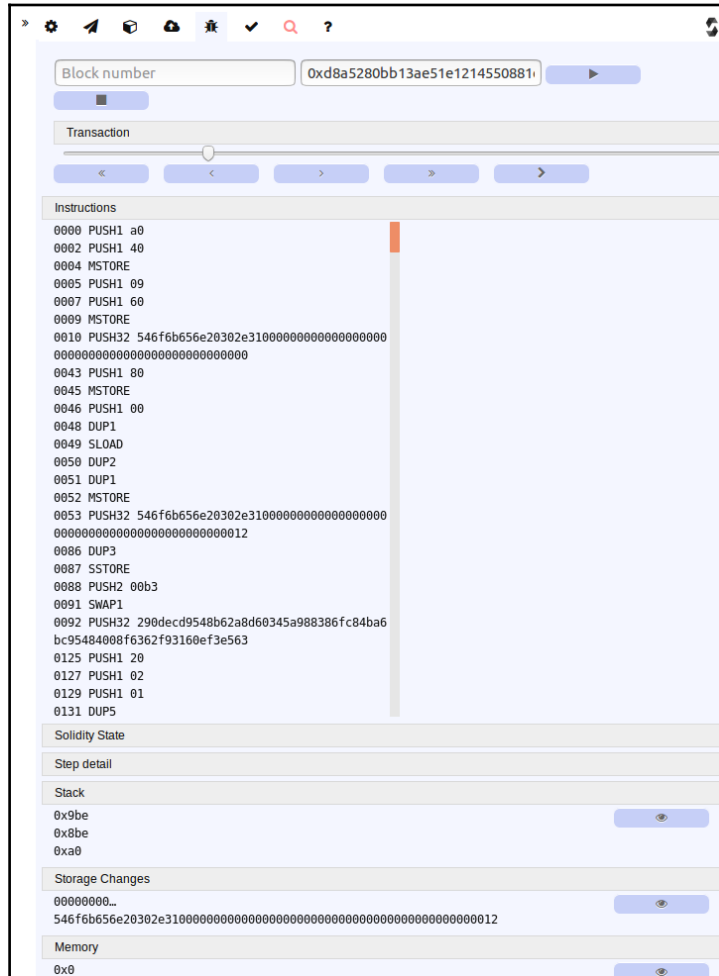 »
?
Block number
0xd8a5280bb13ae51e1214550881
Transaction
« < > » >
Instructions
0000 PUSH1 a0
0002 PUSH1 40
0004 MSTORE
0005 PUSH1 09
0007 PUSH1 60
0009 MSTORE
0010 PUSH32 546f6b656e20302e31000000000000000000
0000000000000000000000000000
0043 PUSH1 80
0045 MSTORE
0046 PUSH1 00
0048 DUP1
0049 SLOAD
0050 DUP2
0051 DUP1
0052 MSTORE
0053 PUSH32 546f6b656e20302e31000000000000000000
0000000000000000000000000012
0086 DUP3
0087 SSTORE
0088 PUSH2 00b3
0091 SWAP1
0092 PUSH32 290decd9548b62a8d60345a988386fc84ba6
bc95484008f6362f93160ef3e563
0125 PUSH1 20
0127 PUSH1 02
0129 PUSH1 01
0131 DUP5
Solidity State
Step detail
Stack
0x9be
0x8be
0xa0
Storage Changes
00000000…
546f6b656e20302e310000000000000000000000000000000000000000000012
Memory
0x0